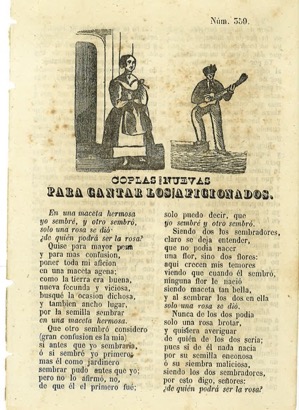 Núm. 330.
COPLAS NUEVAS
PARA CANTAR LOS AFICIONADOS.
En una maceta hermosa
yo sembré, y otro sembró,
solo una rosa se dió
¿de quién podrá ser la rosa?
Quise para mayor pena
y para mas confusion,
poner toda mi aficion
en una maceta agena;
como la tierra era buena,
nueva fecunda y viciosa,
busqué la ocasion dichosa,
y tambien ancho lugar,
por la semilla sembrar
en una maceta hermosa.
Que otro sembró considero
(gran confusion es la mia)
si antes que yo sembraria,
ó si sembré yo primero,
mas él como jardinero
sembrar pudo antes que yo;
pero no lo afirmo, no,
de que él el primero fué;
solo puedo decir, que
yo sembré y otro sembró.
Siendo dos sembradores,
claro se deja entender,
que no podia nacer
una flor, sino dos flores:
aquí crecen mis temores
viendo que cuando él sembró,
ninguna flor le nació
siendo maceta tan bella,
y al sembrar los dos en ella
solo una rosa se dió.
Nunca de los dos podia
solo una rosa brotar,
y quisiera averiguar
de quién de los dos seria;
pues si de él nada nacia
por su semilla enconosa
ó su siembra maliciosa,
siendo los dos sembradores,
por esto digo, señores:
¿de quién podrá ser la rosa?